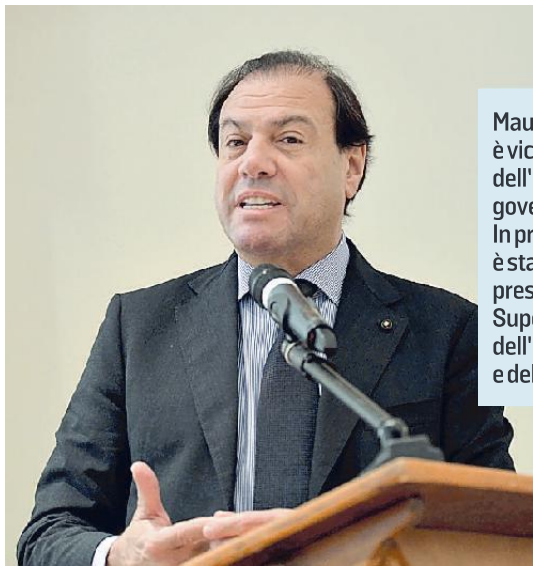 Mau
è vic
dell'
gove
In pr
è sta
pres
Supe
dell'
e del